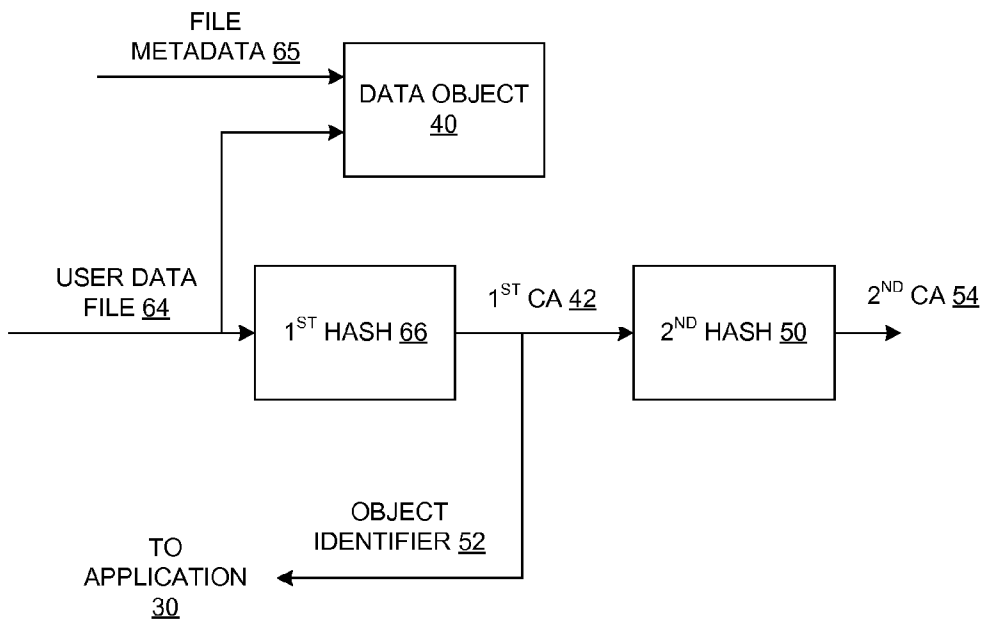 FILE
METADATA 65
DATA OBJECT
40
USER DATA
FILE 64
1ST HASH 66
1ST CA 42
2ND HASH 50
2ND CA 54
OBJECT
IDENTIFIER 52
TO
APPLICATION
30